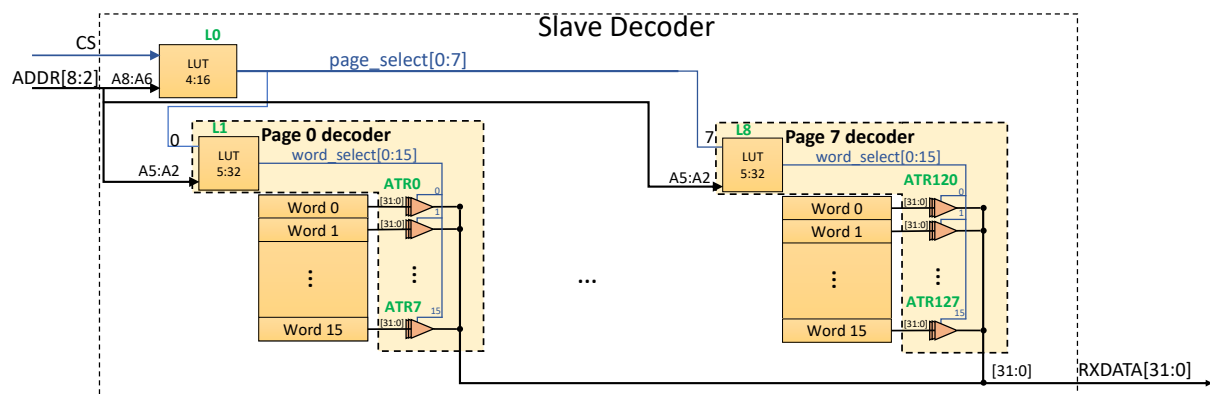 Slave Decoder
CS
L0
LUT
4:16
page_select[0:7]
ADDR[8:2]
A8:A6
0
L1
Page 0 decoder
LUT
5:32
word_select[0:15]
A5:A2
ATR0
0
Word 0
[31:0]
1
Word 1
[31:0]
⋮
⋮
ATR7
15
Word 15
[31:0]
...
7
L8
Page 7 decoder
LUT
5:32
word_select[0:15]
A5:A2
ATR120
0
Word 0
[31:0]
1
Word 1
[31:0]
⋮
⋮
ATR127
15
Word 15
[31:0]
[31:0]
RXDATA[31:0]